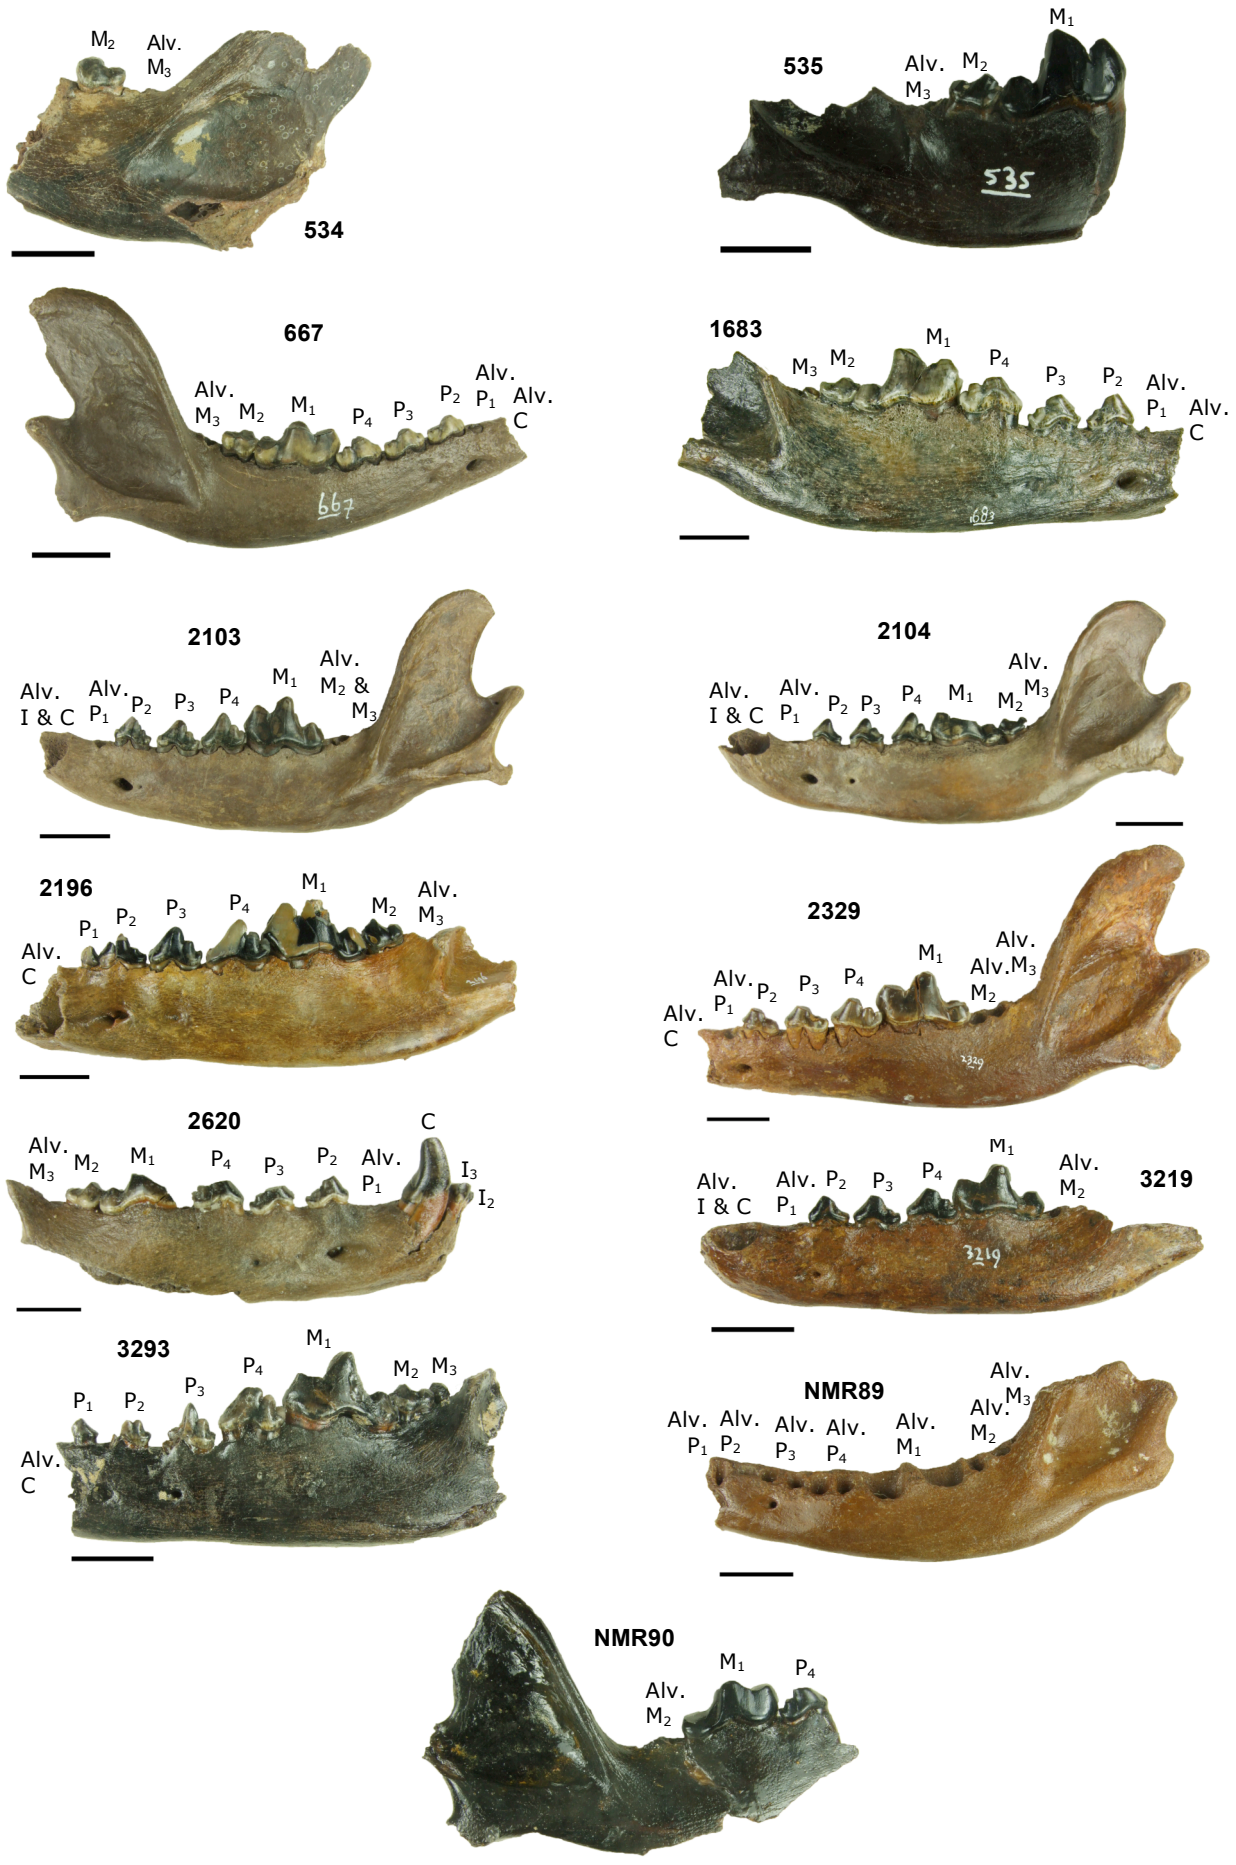 M₂
Alv.
M₃
534
535
Alv.
M₃
M₂
M₁
535
667
Alv.
M₃
M₂
M₁
P₄
P₃
P₂
Alv.
P₁
Alv.
C
667
1683
M₃
M₂
M₁
P₄
P₃
P₂
Alv.
P₁
Alv.
C
1683
2103
Alv.
I & C
Alv.
P₁
P₂
P₃
P₄
M₁
Alv.
M₂ &
M₃
2104
Alv.
I & C
Alv.
P₁
P₂
P₃
P₄
M₁
M₂
Alv.
M₃
2196
Alv.
C
P₁
P₂
P₃
P₄
M₁
M₂
Alv.
M₃
2329
Alv.
C
Alv.
P₁
P₂
P₃
P₄
M₁
Alv.
M₂
Alv.
M₃
2329
2620
Alv.
M₃
M₂
M₁
P₄
P₃
P₂
Alv.
P₁
C
I₃
I₂
3219
Alv.
I & C
Alv.
P₁
P₂
P₃
P₄
M₁
Alv.
M₂
3219
3293
Alv.
C
P₁
P₂
P₃
P₄
M₁
M₂
M₃
NMR89
Alv.
P₁
Alv.
P₂
Alv.
P₃
Alv.
P₄
Alv.
M₁
Alv.
M₂
Alv.
M₃
NMR90
Alv.
M₂
M₁
P₄